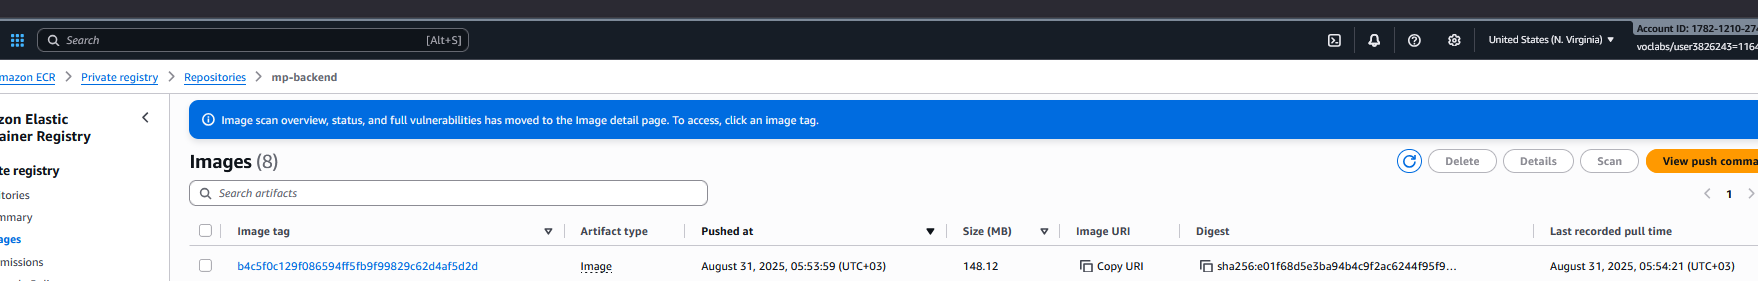 Search [Alt+S] United States (N. Virginia) Account ID: 1782-1210-27
voclabs/user3826243=1164
mazon ECR Private registry Repositories mp-backend
zon Elastic
ainer Registry
Image scan overview, status, and full vulnerabilities has moved to the Image detail page. To access, click an image tag.
Images (8) Delete Details Scan View push comma
te registry
Search artifacts 1
tories
mmary
Image tag Artifact type Pushed at Size (MB) Image URI Digest Last recorded pull time
ages
missions
b4c5f0c129f086594ff5fb9f99829c62d4af5d2d Image August 31, 2025, 05:53:59 (UTC+03) 148.12 Copy URI sha256:e01f68d5e3ba94b4c9f2ac6244f95f9... August 31, 2025, 05:54:21 (UTC+03)